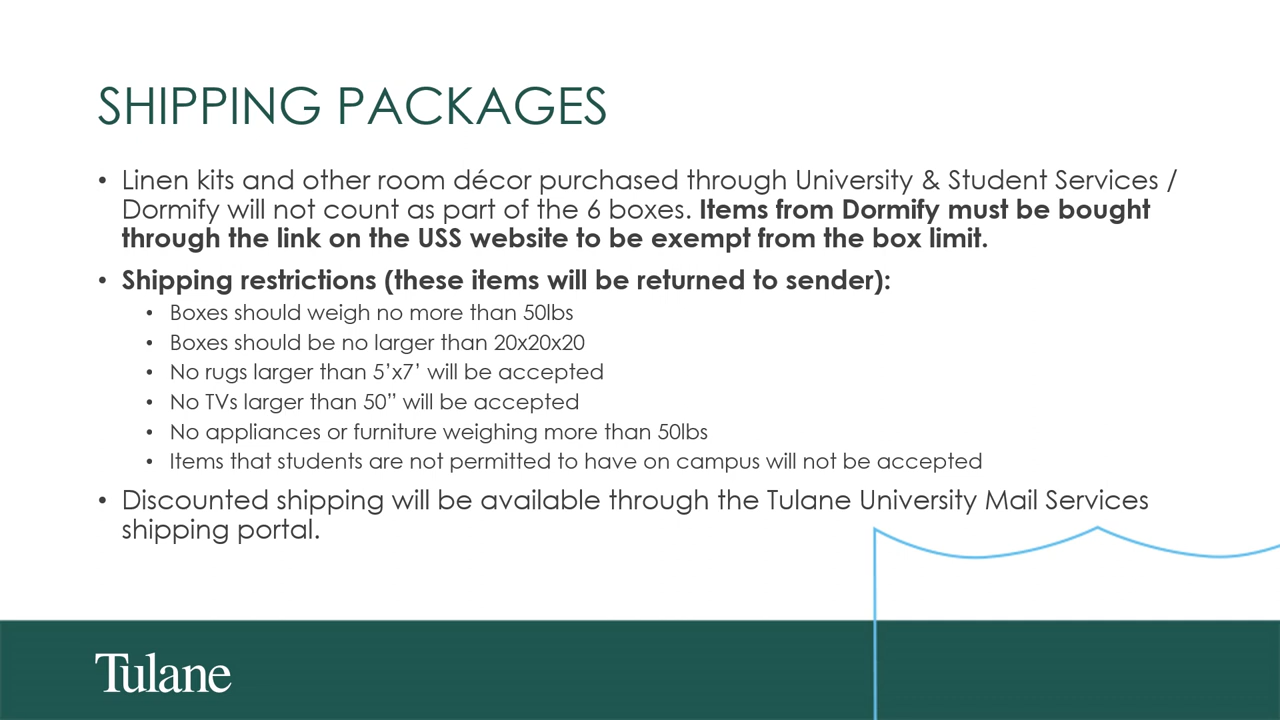 SHIPPING PACKAGES
• Linen kits and other room décor purchased through University & Student Services /
Dormify will not count as part of the 6 boxes. Items from Dormify must be bought
through the link on the USS website to be exempt from the box limit.
• Shipping restrictions (these items will be returned to sender):
• Boxes should weigh no more than 50lbs
• Boxes should be no larger than 20x20x20
• No rugs larger than 5’x7’ will be accepted
• No TVs larger than 50” will be accepted
• No appliances or furniture weighing more than 50lbs
• Items that students are not permitted to have on campus will not be accepted
• Discounted shipping will be available through the Tulane University Mail Services
shipping portal.
Tulane